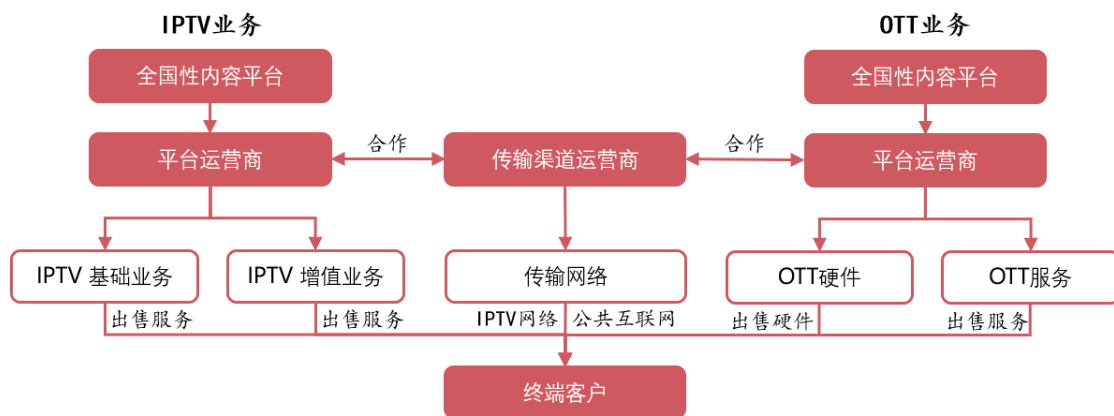 IPTV业务
OTT业务
全国性内容平台
全国性内容平台
平台运营商
合作
传输渠道运营商
合作
平台运营商
IPTV 基础业务
IPTV 增值业务
传输网络
OTT硬件
OTT服务
出售服务
出售服务
IPTV网络
公共互联网
出售硬件
出售服务
终端客户